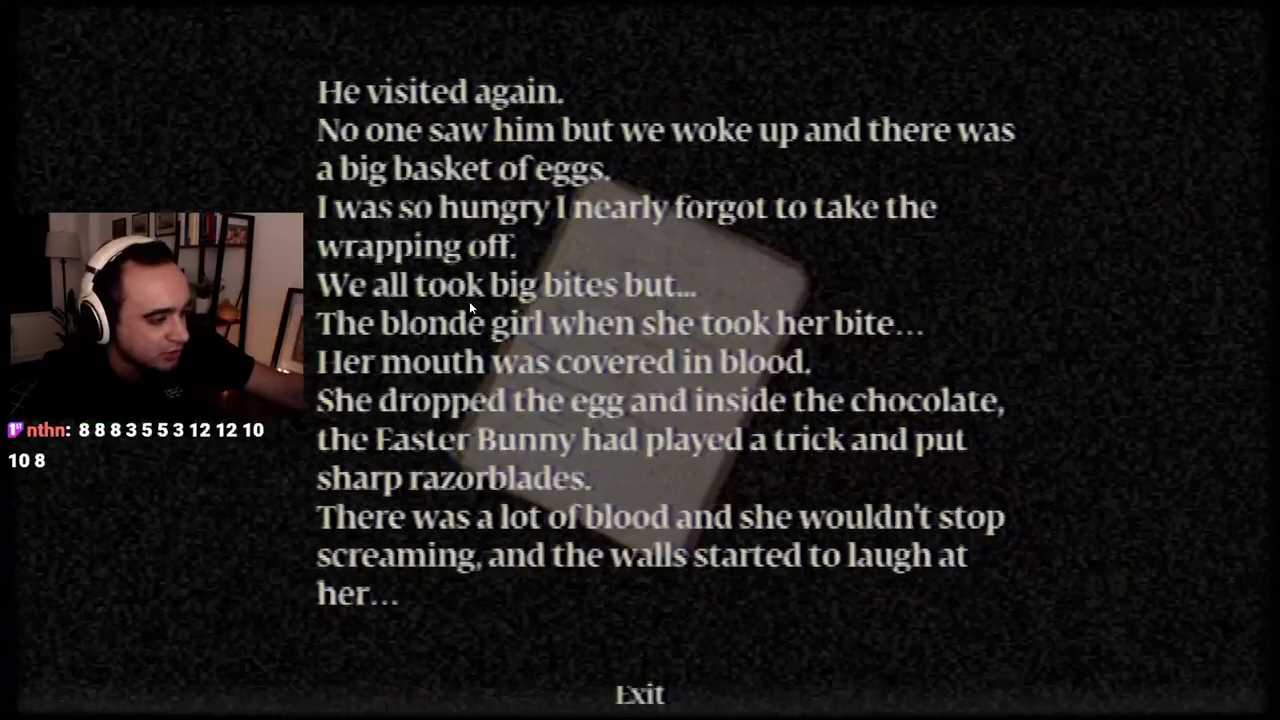 He visited again.
No one saw him but we woke up and there was
a big basket of eggs.
I was so hungry I nearly forgot to take the
wrapping off.
We all took big bites but...
The blonde girl when she took her bite...
Her mouth was covered in blood.
She dropped the egg and inside the chocolate,
the Easter Bunny had played a trick and put
sharp razorblades.
There was a lot of blood and she wouldn't stop
screaming, and the walls started to laugh at
her...
1ST nthn: 8 8 8 3 5 5 3 12 12 10
10 8
Exit